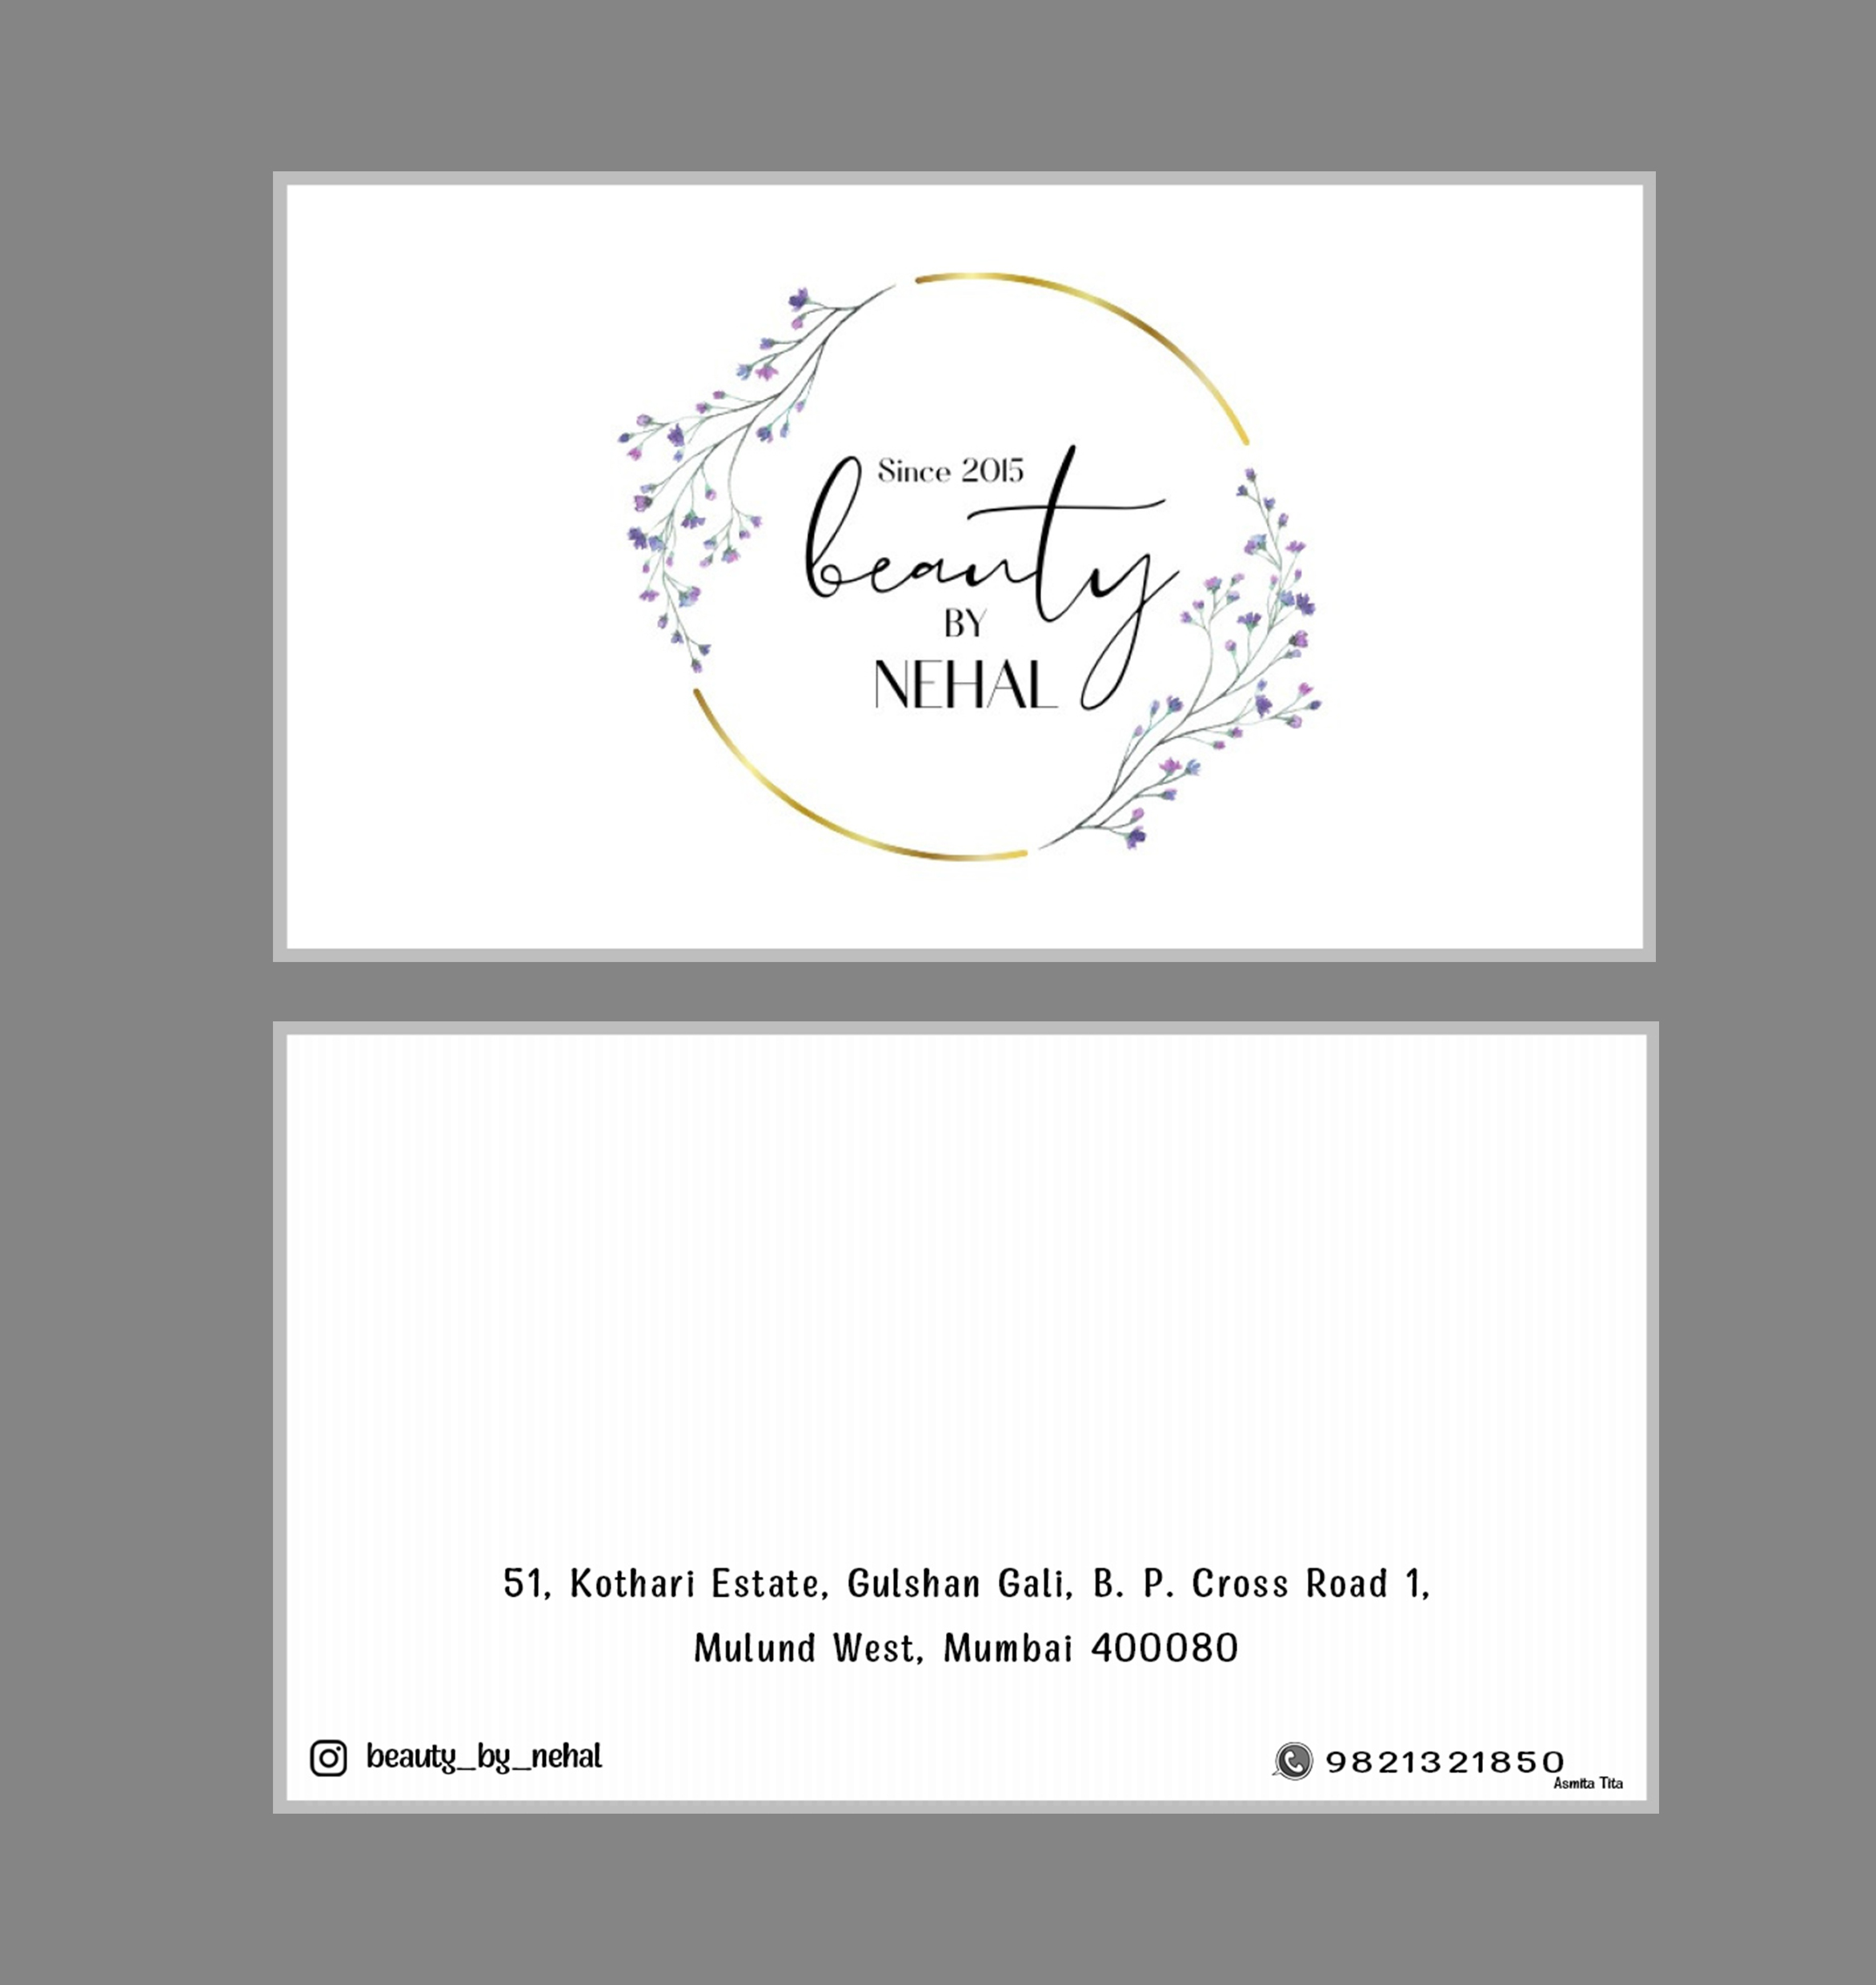 Since 2015
beauty
BY
NEHAL
51, Kothari Estate, Gulshan Gali, B. P. Cross Road 1,
Mulund West, Mumbai 400080
beauty_by_nehal
9821321850
Asmita Tita